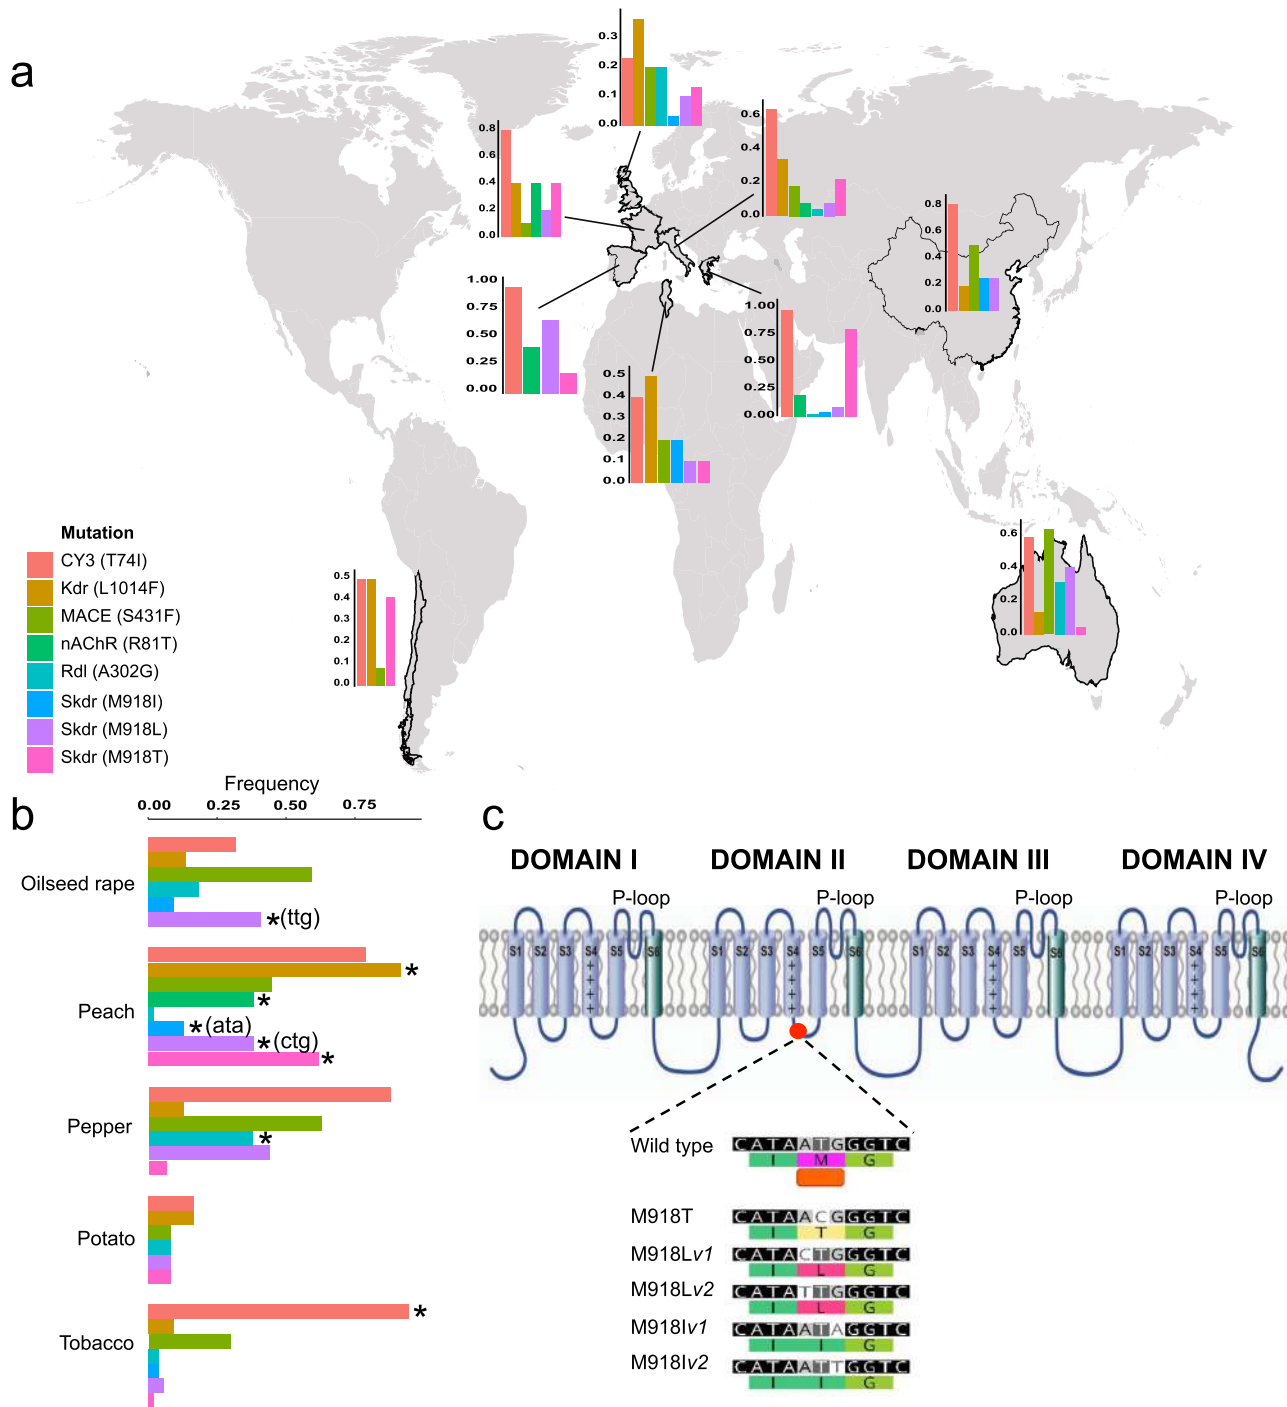 a
0.3
0.2
0.1
0.0
0.8
0.6
0.4
0.2
0.0
0.6
0.4
0.2
0.0
0.8
0.6
0.4
0.2
0.0
1.00
0.75
0.50
0.25
0.00
0.5
0.4
0.3
0.2
0.1
0.0
1.00
0.75
0.50
0.25
0.00
0.6
0.4
0.2
0.0
0.5
0.4
0.3
0.2
0.1
0.0
Mutation
CY3 (T74I)
Kdr (L1014F)
MACE (S431F)
nAChR (R81T)
Rdl (A302G)
Skdr (M918I)
Skdr (M918L)
Skdr (M918T)
b
Frequency
0.00 0.25 0.50 0.75
Oilseed rape
*(ttg)
Peach
*
*
*(ata)
*(ctg)
*
Pepper
*
Potato
Tobacco
*
c
DOMAIN I DOMAIN II DOMAIN III DOMAIN IV
P-loop P-loop P-loop P-loop
S1 S2 S3 S4 S5 S6 S1 S2 S3 S4 S5 S6 S1 S2 S3 S4 S5 S6 S1 S2 S3 S4 S5 S6
+ + + +
+ + + +
+ + + +
+ + + +
Wild type CATAATGGGTC
I M G
M918T CATAACGGGTC
I T G
M918Lv1 CATACTGGGTC
I L G
M918Lv2 CATATTGGGTC
I L G
M918Iv1 CATAATAGGTC
I I G
M918Iv2 CATAATTGGTC
I I G